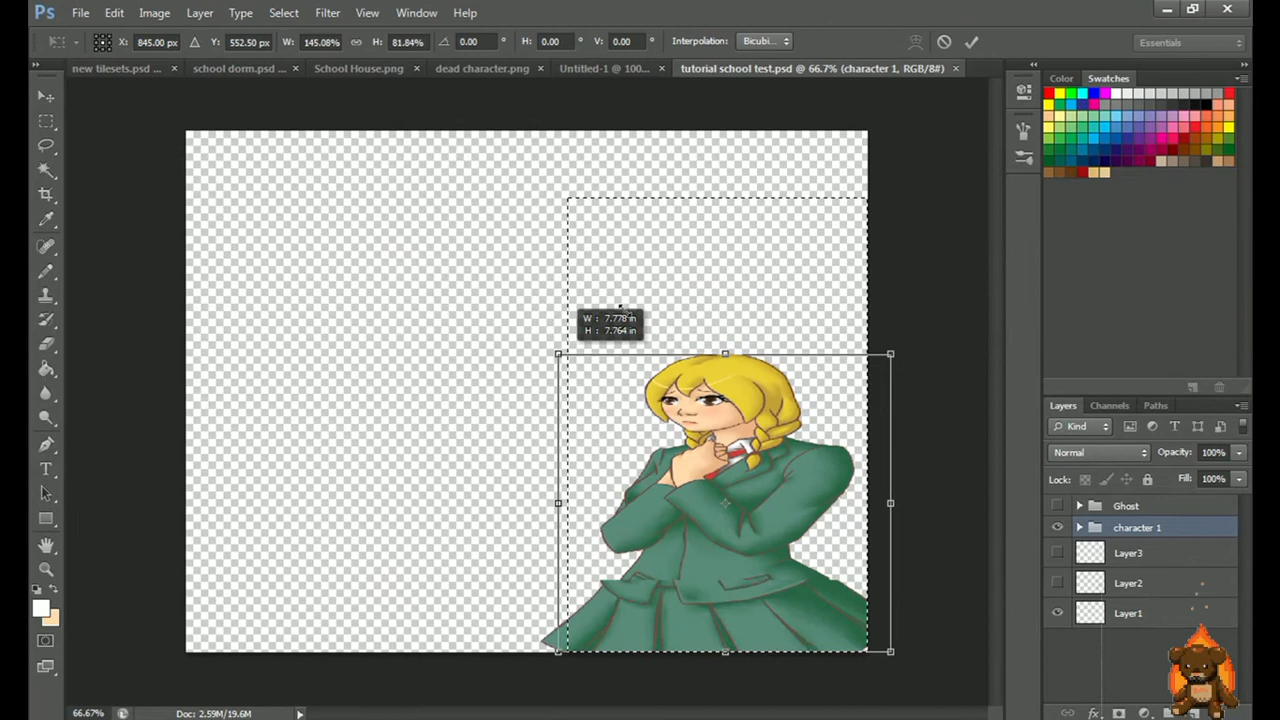 Ps File Edit Image Layer Type Select Filter View Window Help
X: 845.00 px Y: 552.50 px W: 145.08% H: 81.84% 0.00 ° H: 0.00 ° V: 0.00 ° Interpolation: Bicubi... Essentials
new tilesets.psd ... × school dorm.psd ... × School House.png × dead character.png × Untitled-1 @ 100... × tutorial school test.psd @ 66.7% (character 1, RGB/8#) ×
Color Swatches
W : 7.778 in
H : 7.764 in
Layers Channels Paths
Kind
Normal Opacity: 100%
Lock: Fill: 100%
Ghost
character 1
Layer3
Layer2
Layer1
66.67% Doc: 2.59M/19.6M
fx